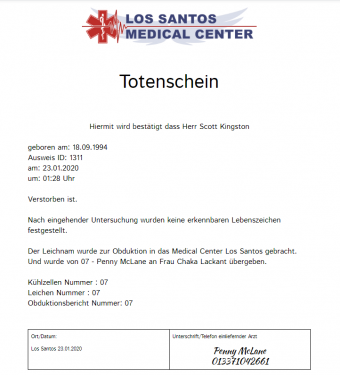 LOS SANTOS
MEDICAL CENTER
Totenschein
Hiermit wird bestätigt dass Herr Scott Kingston
geboren am: 18.09.1994
Ausweis ID: 1311
am: 23.01.2020
um: 01:28 Uhr
Verstorben ist.
Nach eingehender Untersuchung wurden keine erkennbaren Lebenszeichen
festgestellt.
Der Leichnam wurde zur Obduktion in das Medical Center Los Santos gebracht.
Und wurde von 07 - Penny McLane an Frau Chaka Lackant übergeben.
Kühlzellen Nummer : 07
Leichen Nummer : 07
Obduktionsbericht Nummer: 07
Ort/Datum:
Los Santos 23.01.2020
Unterschrift/Telefon einliefernder Arzt
Penny McLane
013371042661